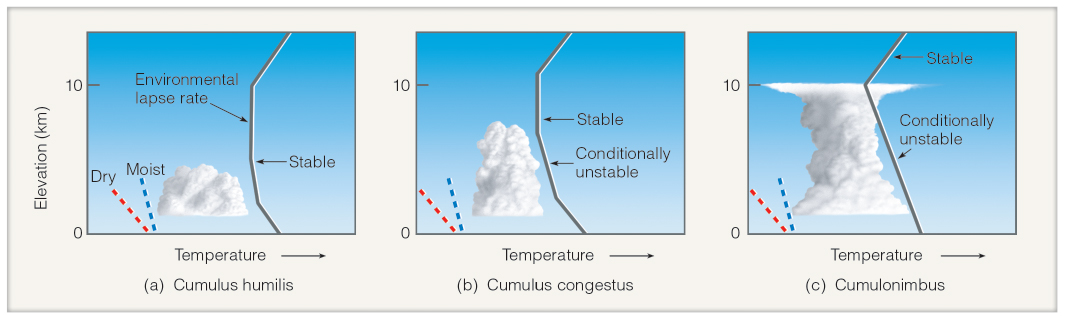 Elevation (km)
10
0
Environmental
lapse rate
Stable
Dry
Moist
Temperature
(a) Cumulus humilis
10
0
Stable
Conditionally
unstable
Temperature
(b) Cumulus congestus
10
0
Stable
Conditionally
unstable
Temperature
(c) Cumulonimbus